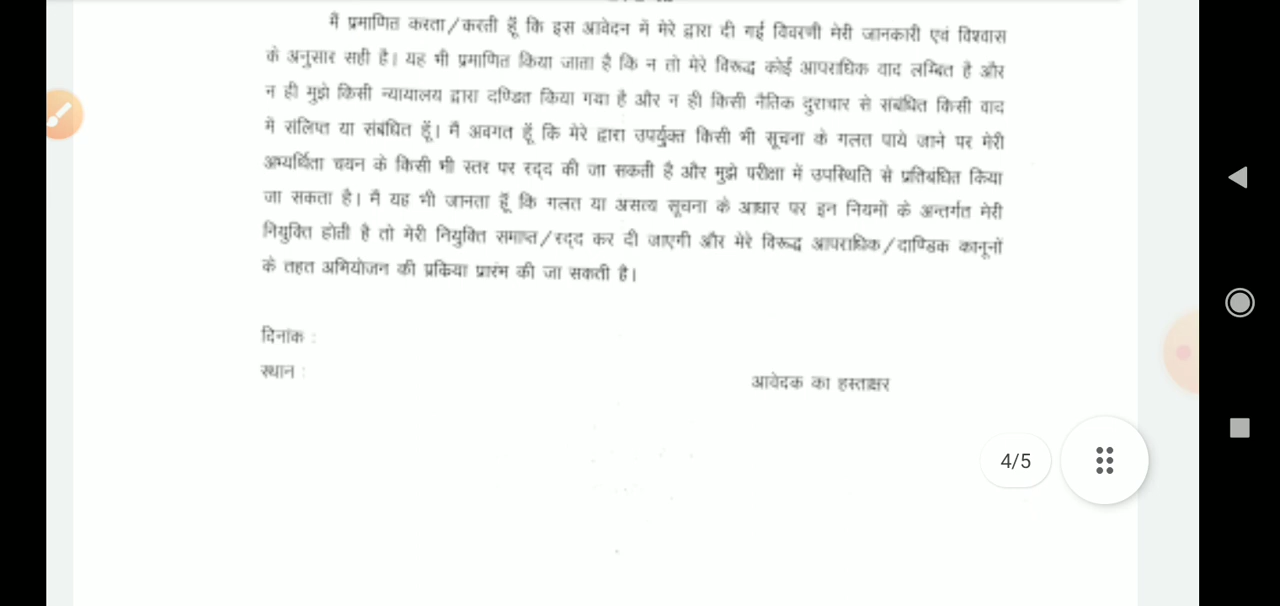 मैं प्रमाणित करता/करती हूँ कि इस आवेदन में मेरे द्वारा दी गई विवरणी मेरी जानकारी एवं विश्वास
के अनुसार सही है। यह भी प्रमाणित किया जाता है कि न तो मेरे विरूद्ध कोई आपराधिक वाद लम्बित है और
न ही मुझे किसी न्यायालय द्वारा दण्डित किया गया है और न ही किसी नैतिक दुराचार से संबंधित किसी वाद
में संलिप्त या संबंधित हूँ। मैं अवगत हूँ कि मेरे द्वारा उपर्युक्त किसी भी सूचना के गलत पाये जाने पर मेरी
अभ्यर्थिता चयन के किसी भी स्तर पर रद्द की जा सकती है और मुझे परीक्षा में उपस्थिति से प्रतिबंधित किया
जा सकता है। मैं यह भी जानता हूँ कि गलत या असत्य सूचना के आधार पर इन नियमों के अन्तर्गत मेरी
नियुक्ति होती है तो मेरी नियुक्ति समाप्त/रद्द कर दी जाएगी और मेरे विरूद्ध आपराधिक/दाण्डिक कानूनों
के तहत अभियोजन की प्रकिया प्रारंभ की जा सकती है।
दिनांक :
स्थान :
आवेदक का हस्ताक्षर
4/5